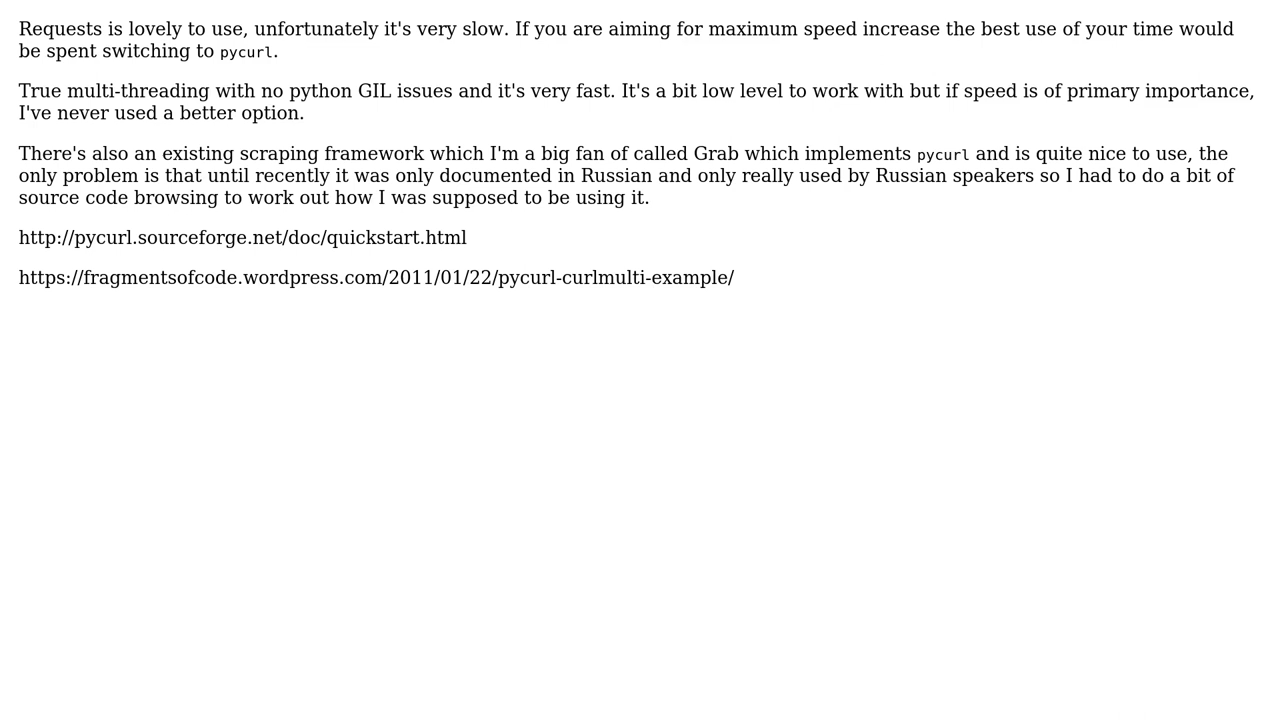 Requests is lovely to use, unfortunately it's very slow. If you are aiming for maximum speed increase the best use of your time would
be spent switching to pycurl.
True multi-threading with no python GIL issues and it's very fast. It's a bit low level to work with but if speed is of primary importance,
I've never used a better option.
There's also an existing scraping framework which I'm a big fan of called Grab which implements pycurl and is quite nice to use, the
only problem is that until recently it was only documented in Russian and only really used by Russian speakers so I had to do a bit of
source code browsing to work out how I was supposed to be using it.
http://pycurl.sourceforge.net/doc/quickstart.html
https://fragmentsofcode.wordpress.com/2011/01/22/pycurl-curlmulti-example/